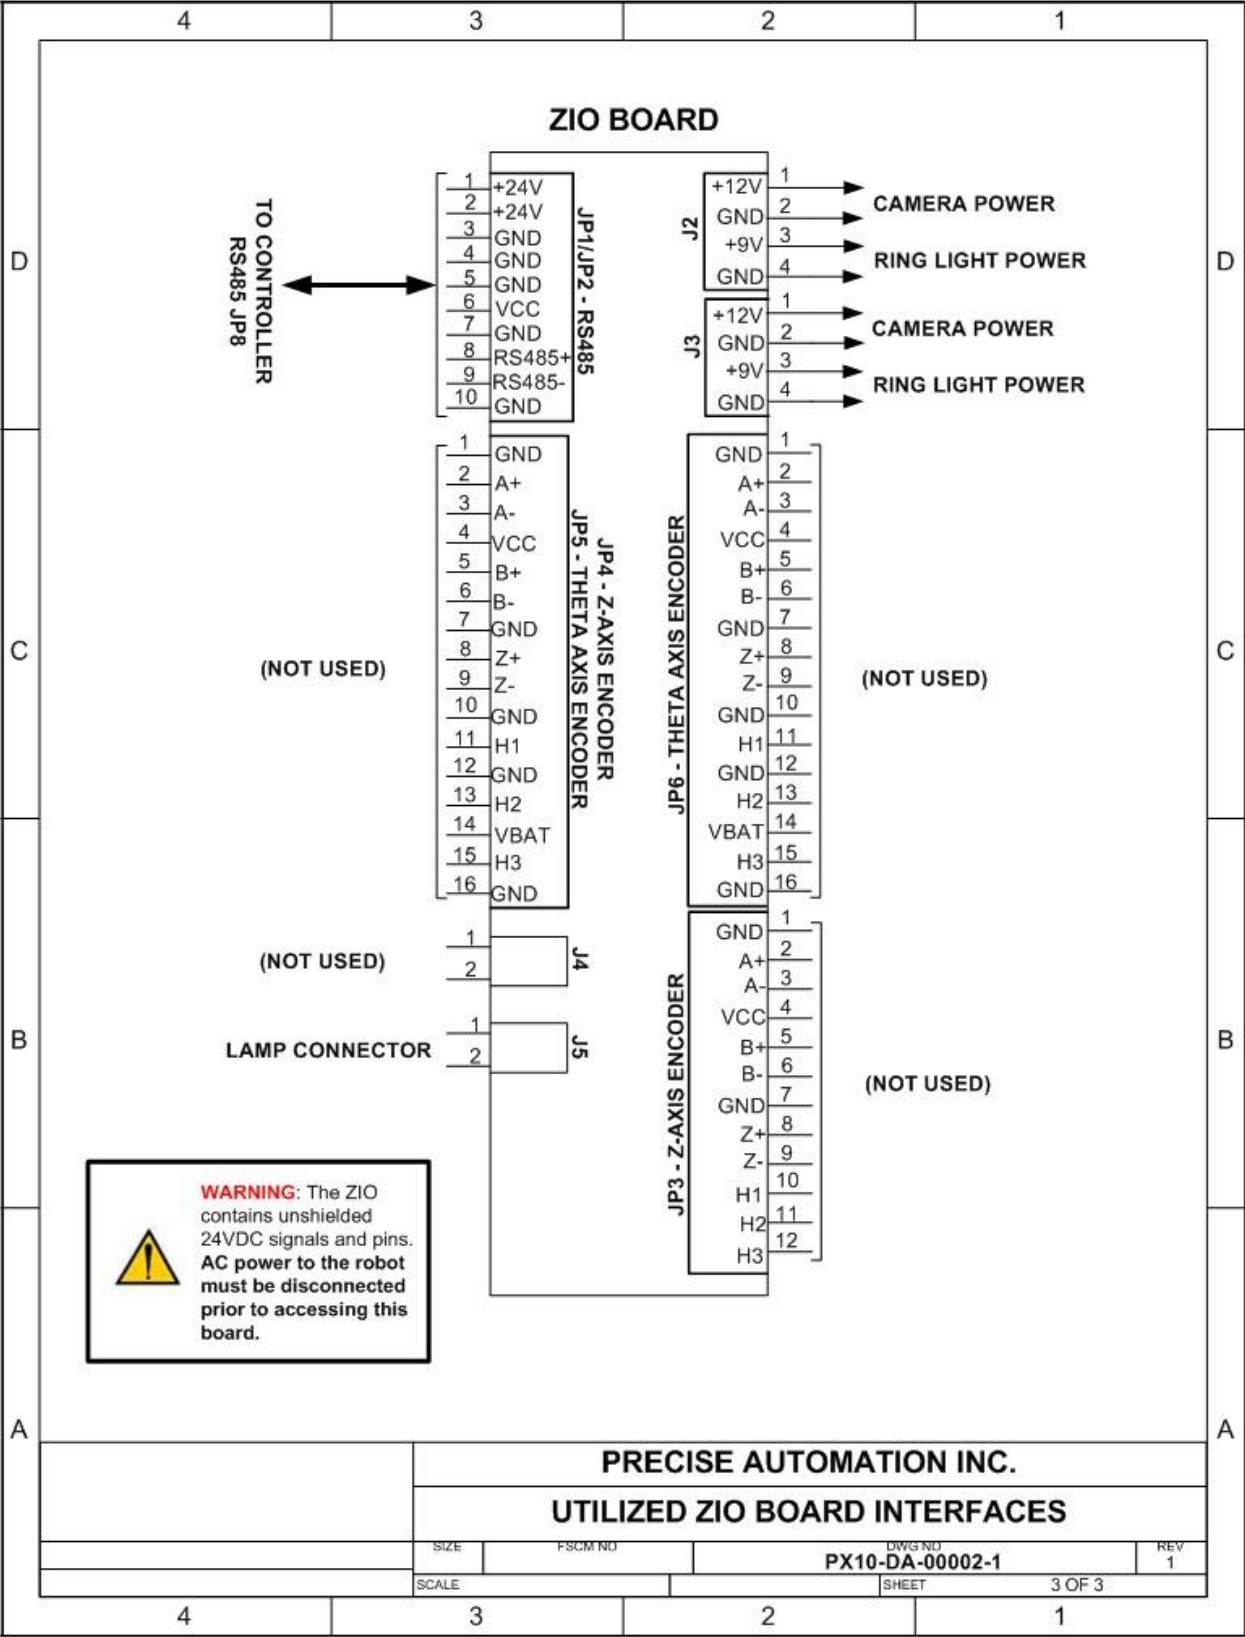 4 3 2 1
ZIO BOARD
D
D
TO CONTROLLER
RS485 JP8
1 +24V
2 +24V
3 GND
4 GND
5 GND
6 VCC
7 GND
8 RS485+
9 RS485-
10 GND
JP1/JP2 - RS485
J2
+12V 1
GND 2
+9V 3
GND 4
CAMERA POWER
RING LIGHT POWER
J3
+12V 1
GND 2
+9V 3
GND 4
CAMERA POWER
RING LIGHT POWER
C
C
(NOT USED)
1 GND
2 A+
3 A-
4 VCC
5 B+
6 B-
7 GND
8 Z+
9 Z-
10 GND
11 H1
12 GND
13 H2
14 VBAT
15 H3
16 GND
JP4 - Z-AXIS ENCODER
JP5 - THETA AXIS ENCODER
JP6 - THETA AXIS ENCODER
GND 1
A+ 2
A- 3
VCC 4
B+ 5
B- 6
GND 7
Z+ 8
Z- 9
GND 10
H1 11
GND 12
H2 13
VBAT 14
H3 15
GND 16
(NOT USED)
B
B
(NOT USED)
1
2
J4
LAMP CONNECTOR
1
2
J5
JP3 - Z-AXIS ENCODER
GND 1
A+ 2
A- 3
VCC 4
B+ 5
B- 6
GND 7
Z+ 8
Z- 9
H1 10
H2 11
H3 12
(NOT USED)
WARNING: The ZIO
contains unshielded
24VDC signals and pins.
AC power to the robot
must be disconnected
prior to accessing this
board.
A
A
PRECISE AUTOMATION INC.
UTILIZED ZIO BOARD INTERFACES
SIZE
FSCM NO
DWG NO
PX10-DA-00002-1
REV
1
SCALE
SHEET 3 OF 3
4 3 2 1